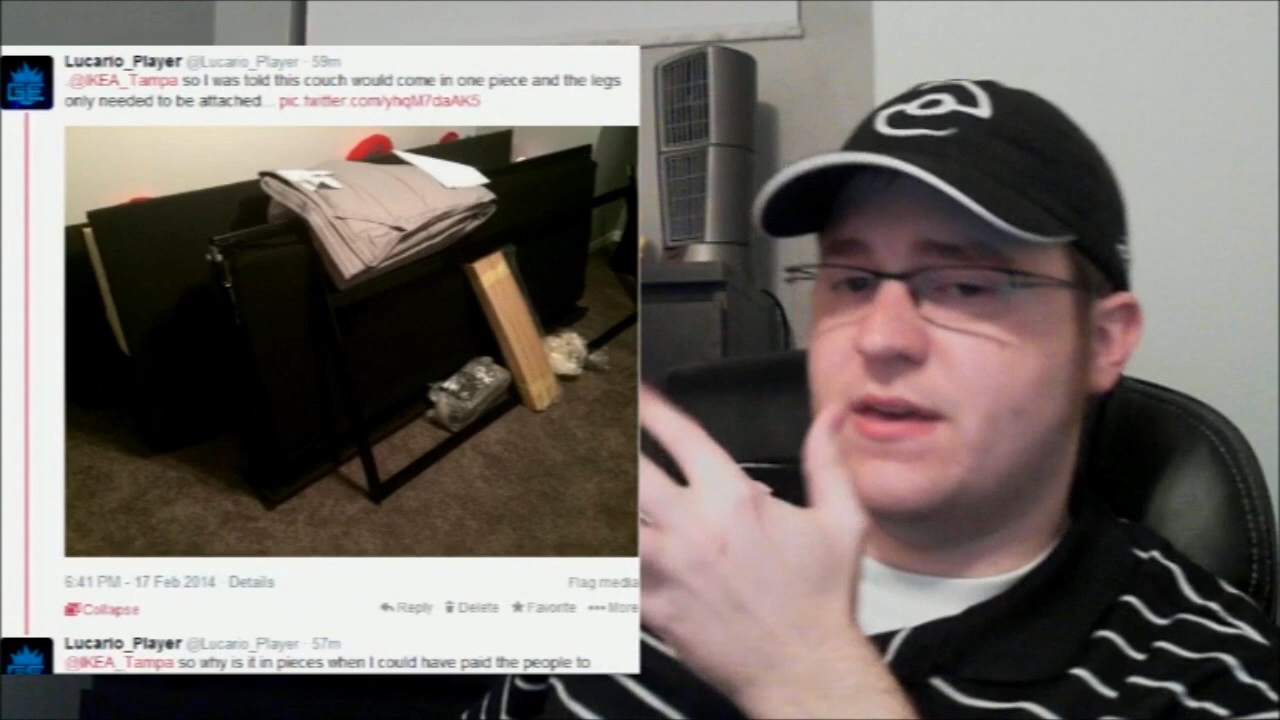 Lucario_Player @Lucario_Player · 59m
.@IKEA_Tampa so I was told this couch would come in one piece and the legs
only needed to be attached... pic.twitter.com/yhqM7daAK5
6:41 PM - 17 Feb 2014 · Details
Flag media
Collapse
Reply Delete Favorite More
Lucario_Player @Lucario_Player · 57m
@IKEA_Tampa so why is it in pieces when I could have paid the people to